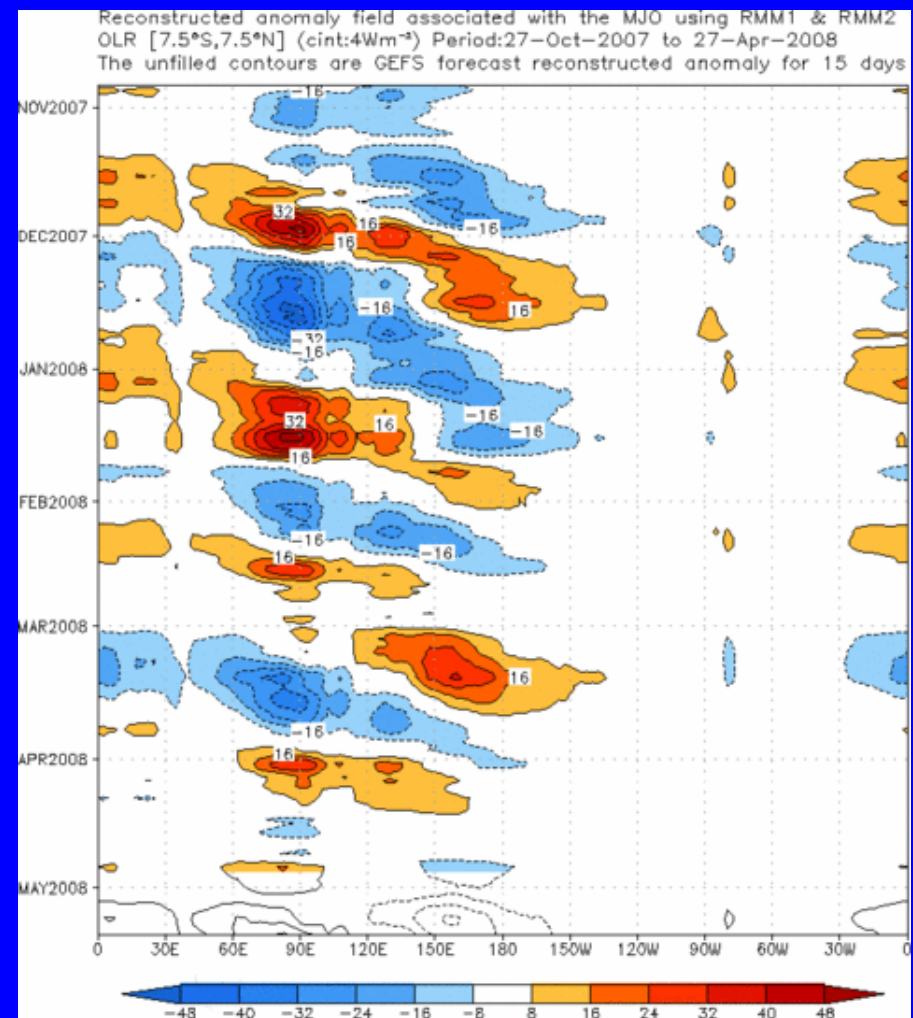 Reconstructed anomaly field associated with the MJO using RMM1 & RMM2
OLR [7.5°S,7.5°N] (cint:4Wm⁻²) Period:27-Oct-2007 to 27-Apr-2008
The unfilled contours are GEFS forecast reconstructed anomaly for 15 days
-16
NOV2007
32
16
-16
DEC2007
16
-16
16
-32
-16
JAN2008
-16
32
16
-16
16
FEB2008
-16
-16
16
MAR2008
16
-16
16
APR2008
MAY2008
0 30E 60E 90E 120E 150E 180 150W 120W 90W 60W 30W 0
-48 -40 -32 -24 -16 -8 8 16 24 32 40 48